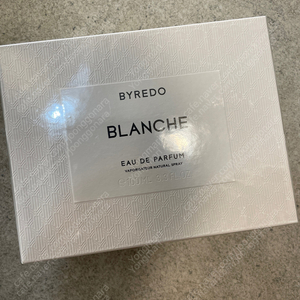 BYREDO
BLANCHE
EAU DE PARFUM
VAPORISATEUR NATURAL SPRAY